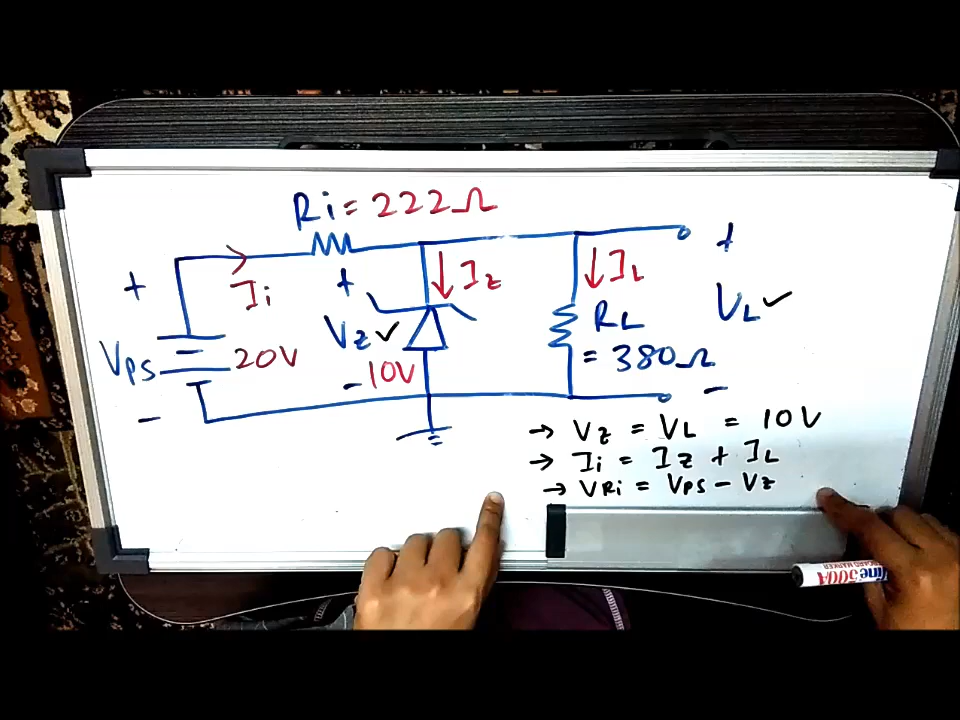 Ri = 222Ω
+
Ii
+
Iz
IL
+
Vps
20V
Vz ✓
RL
= 380Ω
VL ✓
-
- 10V
-
→ Vz = VL = 10V
→ Ii = Iz + IL
→ VRi = Vps - Vz